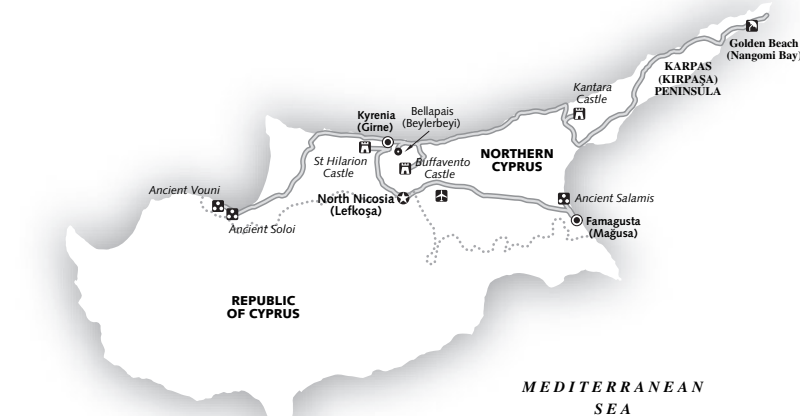 Golden Beach
(Nangomi Bay)
KARPAS
(KIRPAŞA)
PENINSULA
Kantara
Castle
Kyrenia
(Girne)
Bellapais
(Beylerbeyi)
NORTHERN
CYPRUS
St Hilarion
Castle
Buffavento
Castle
Ancient Vouni
North Nicosia
(Lefkoşa)
Ancient Salamis
Famagusta
(Mağusa)
Ancient Soloi
REPUBLIC
OF CYPRUS
MEDITERRANEAN
SEA